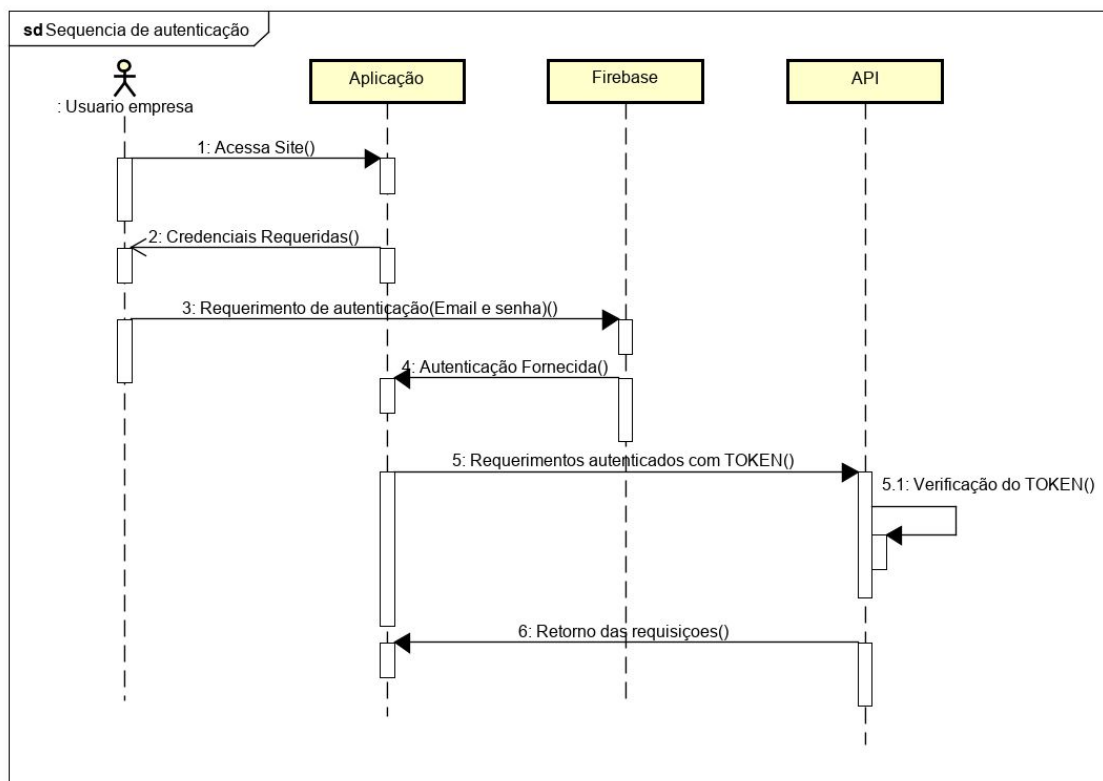 sd Sequencia de autenticação
: Usuario empresa
Aplicação
Firebase
API
1: Acessa Site()
2: Credenciais Requeridas()
3: Requerimento de autenticação(Email e senha)()
4: Autenticação Fornecida()
5: Requerimentos autenticados com TOKEN()
5.1: Verificação do TOKEN()
6: Retorno das requisiçoes()